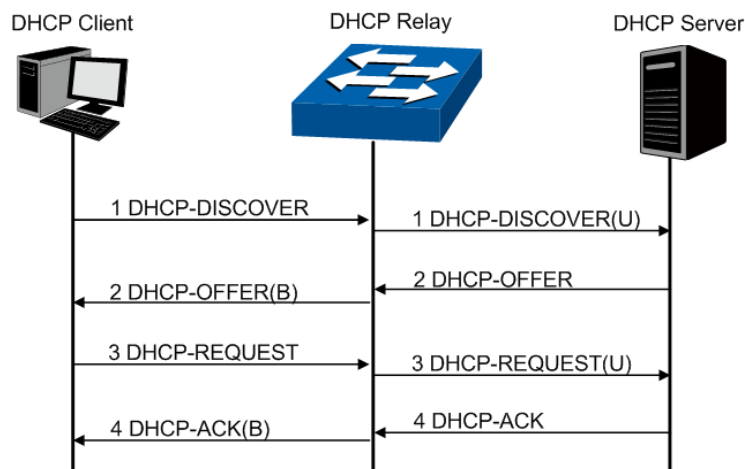 DHCP Client
DHCP Relay
DHCP Server
1 DHCP-DISCOVER
1 DHCP-DISCOVER(U)
2 DHCP-OFFER
2 DHCP-OFFER(B)
3 DHCP-REQUEST
3 DHCP-REQUEST(U)
4 DHCP-ACK
4 DHCP-ACK(B)